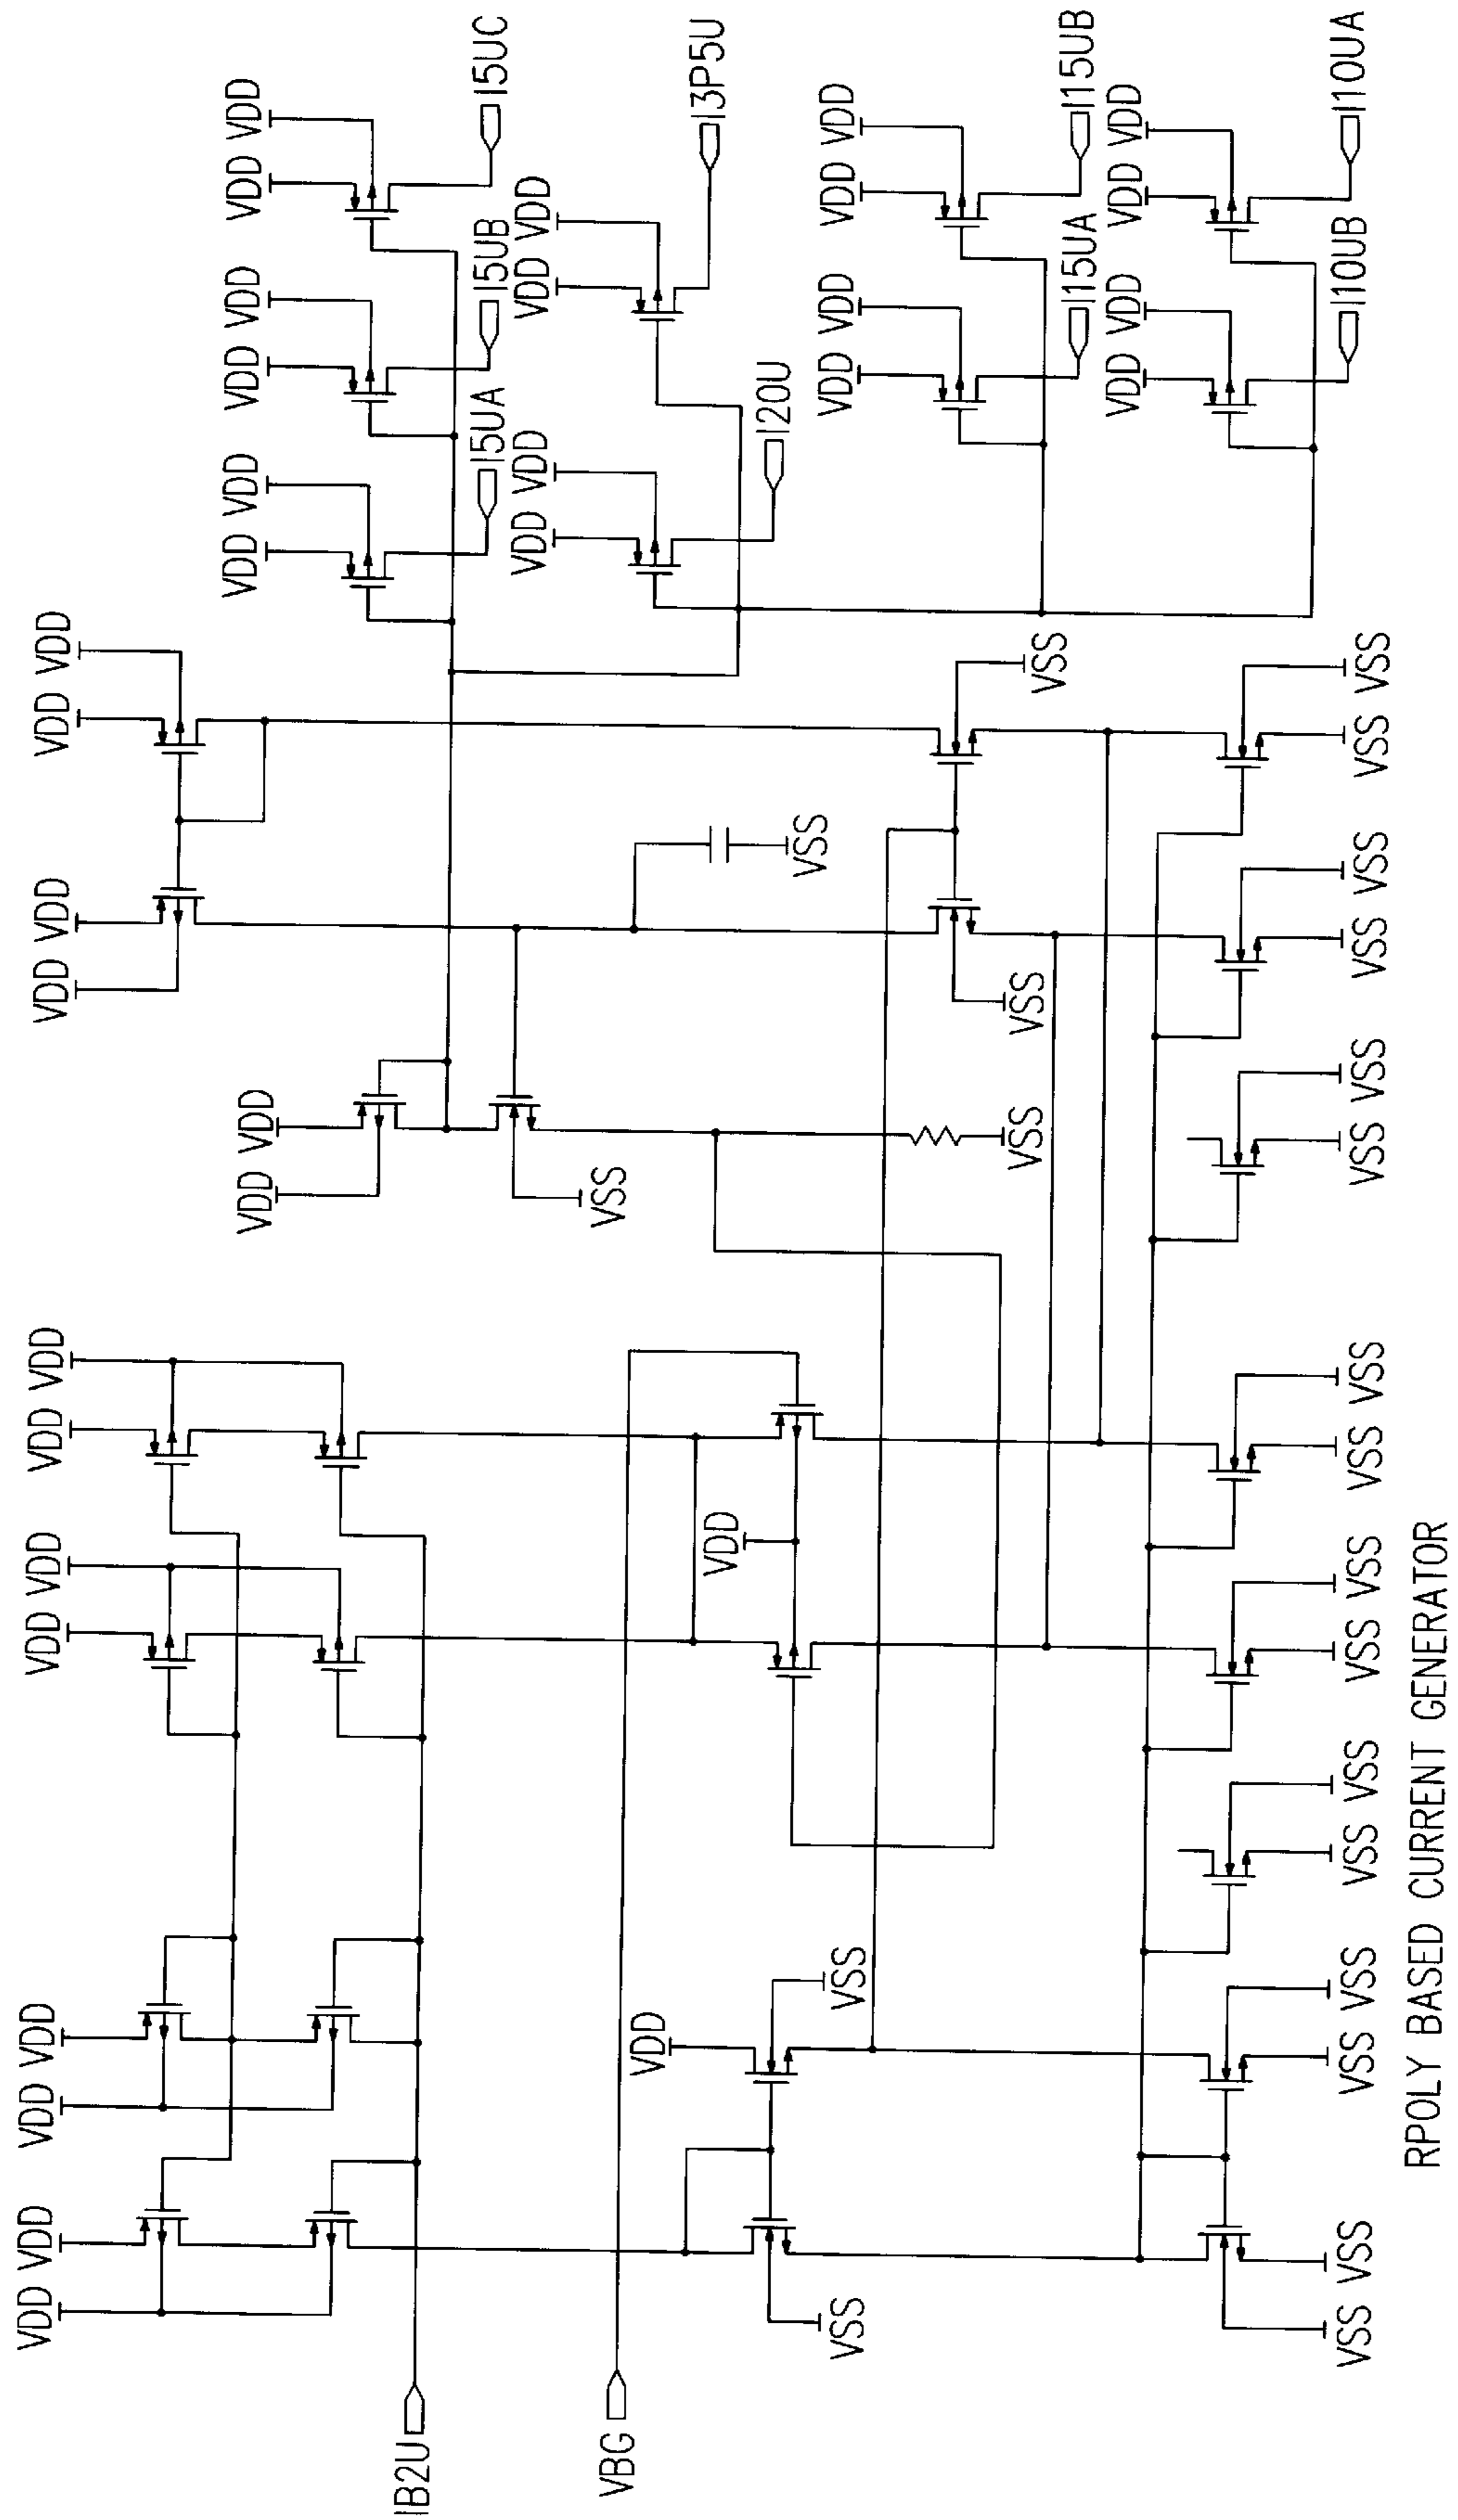 VDD VDD
VDD VDD
VDD VDD
VDD VDD
VDD VDD
VDD VDD
VDD
VDD
VDD VDD
VDD VDD
VDD VDD
IB2U
I5UA
I5UB
I5UC
VDD VDD
VDD VDD
VBG
VSS
VDD
VDD
I3P5U
I20U
VSS
VSS
VSS
VDD VDD
VDD VDD
VSS
VSS
VSS
I15UA
I15UB
VDD VDD
VDD VDD
I10UB
I10UA
VSS VSS
VSS VSS
VSS VSS
VSS VSS
VSS VSS
VSS VSS
VSS VSS
VSS VSS
RPOLY BASED CURRENT GENERATOR